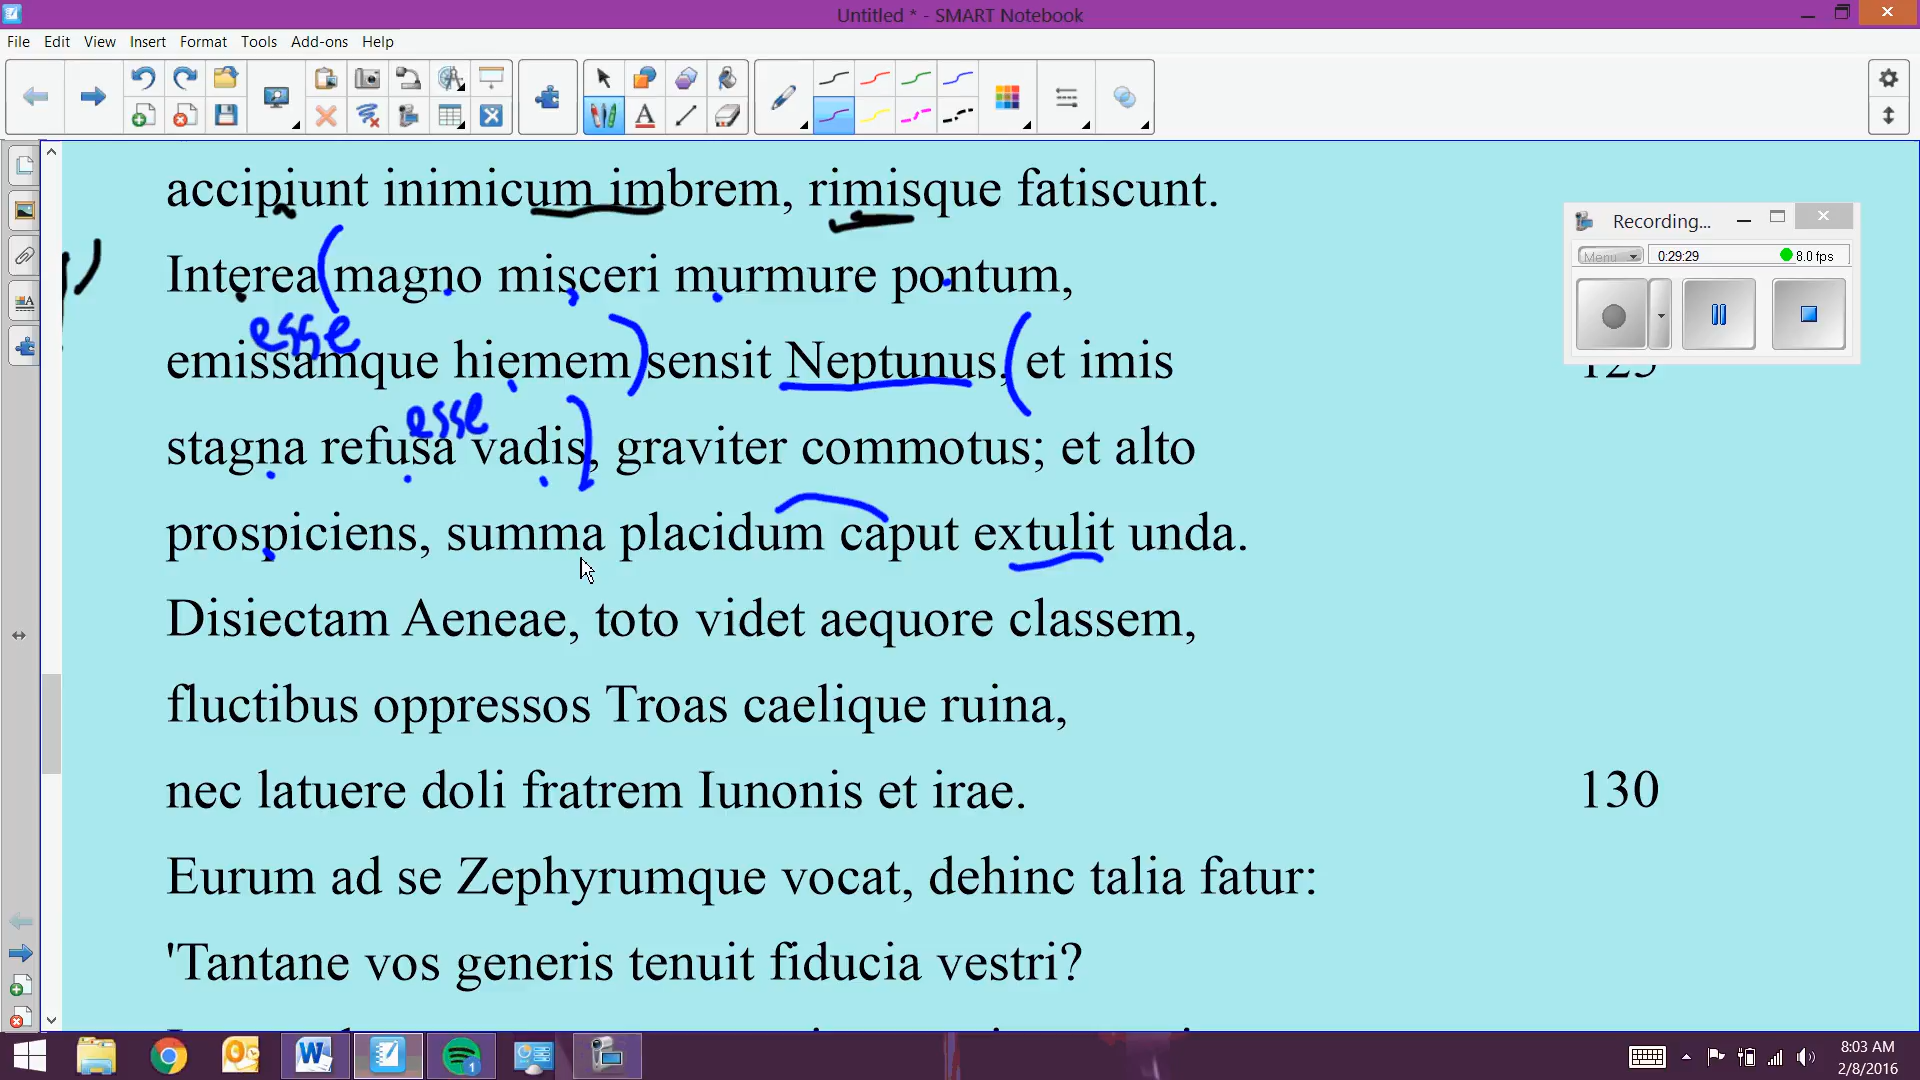 Untitled * - SMART Notebook
File Edit View Insert Format Tools Add-ons Help
accipiunt inimicum imbrem, rimisque fatiscunt.
Recording...
Menu 0:29:29 8.0 fps
Interea (magno misceri murmure pontum,
esse
emissamque hiemem) sensit Neptunus, (et imis 125
esse
stagna refusa vadis), graviter commotus; et alto
prospiciens, summa placidum caput extulit unda.
Disiectam Aeneae, toto videt aequore classem,
fluctibus oppressos Troas caelique ruina,
nec latuere doli fratrem Iunonis et irae. 130
Eurum ad se Zephyrumque vocat, dehinc talia fatur:
'Tantane vos generis tenuit fiducia vestri?
8:03 AM
2/8/2016